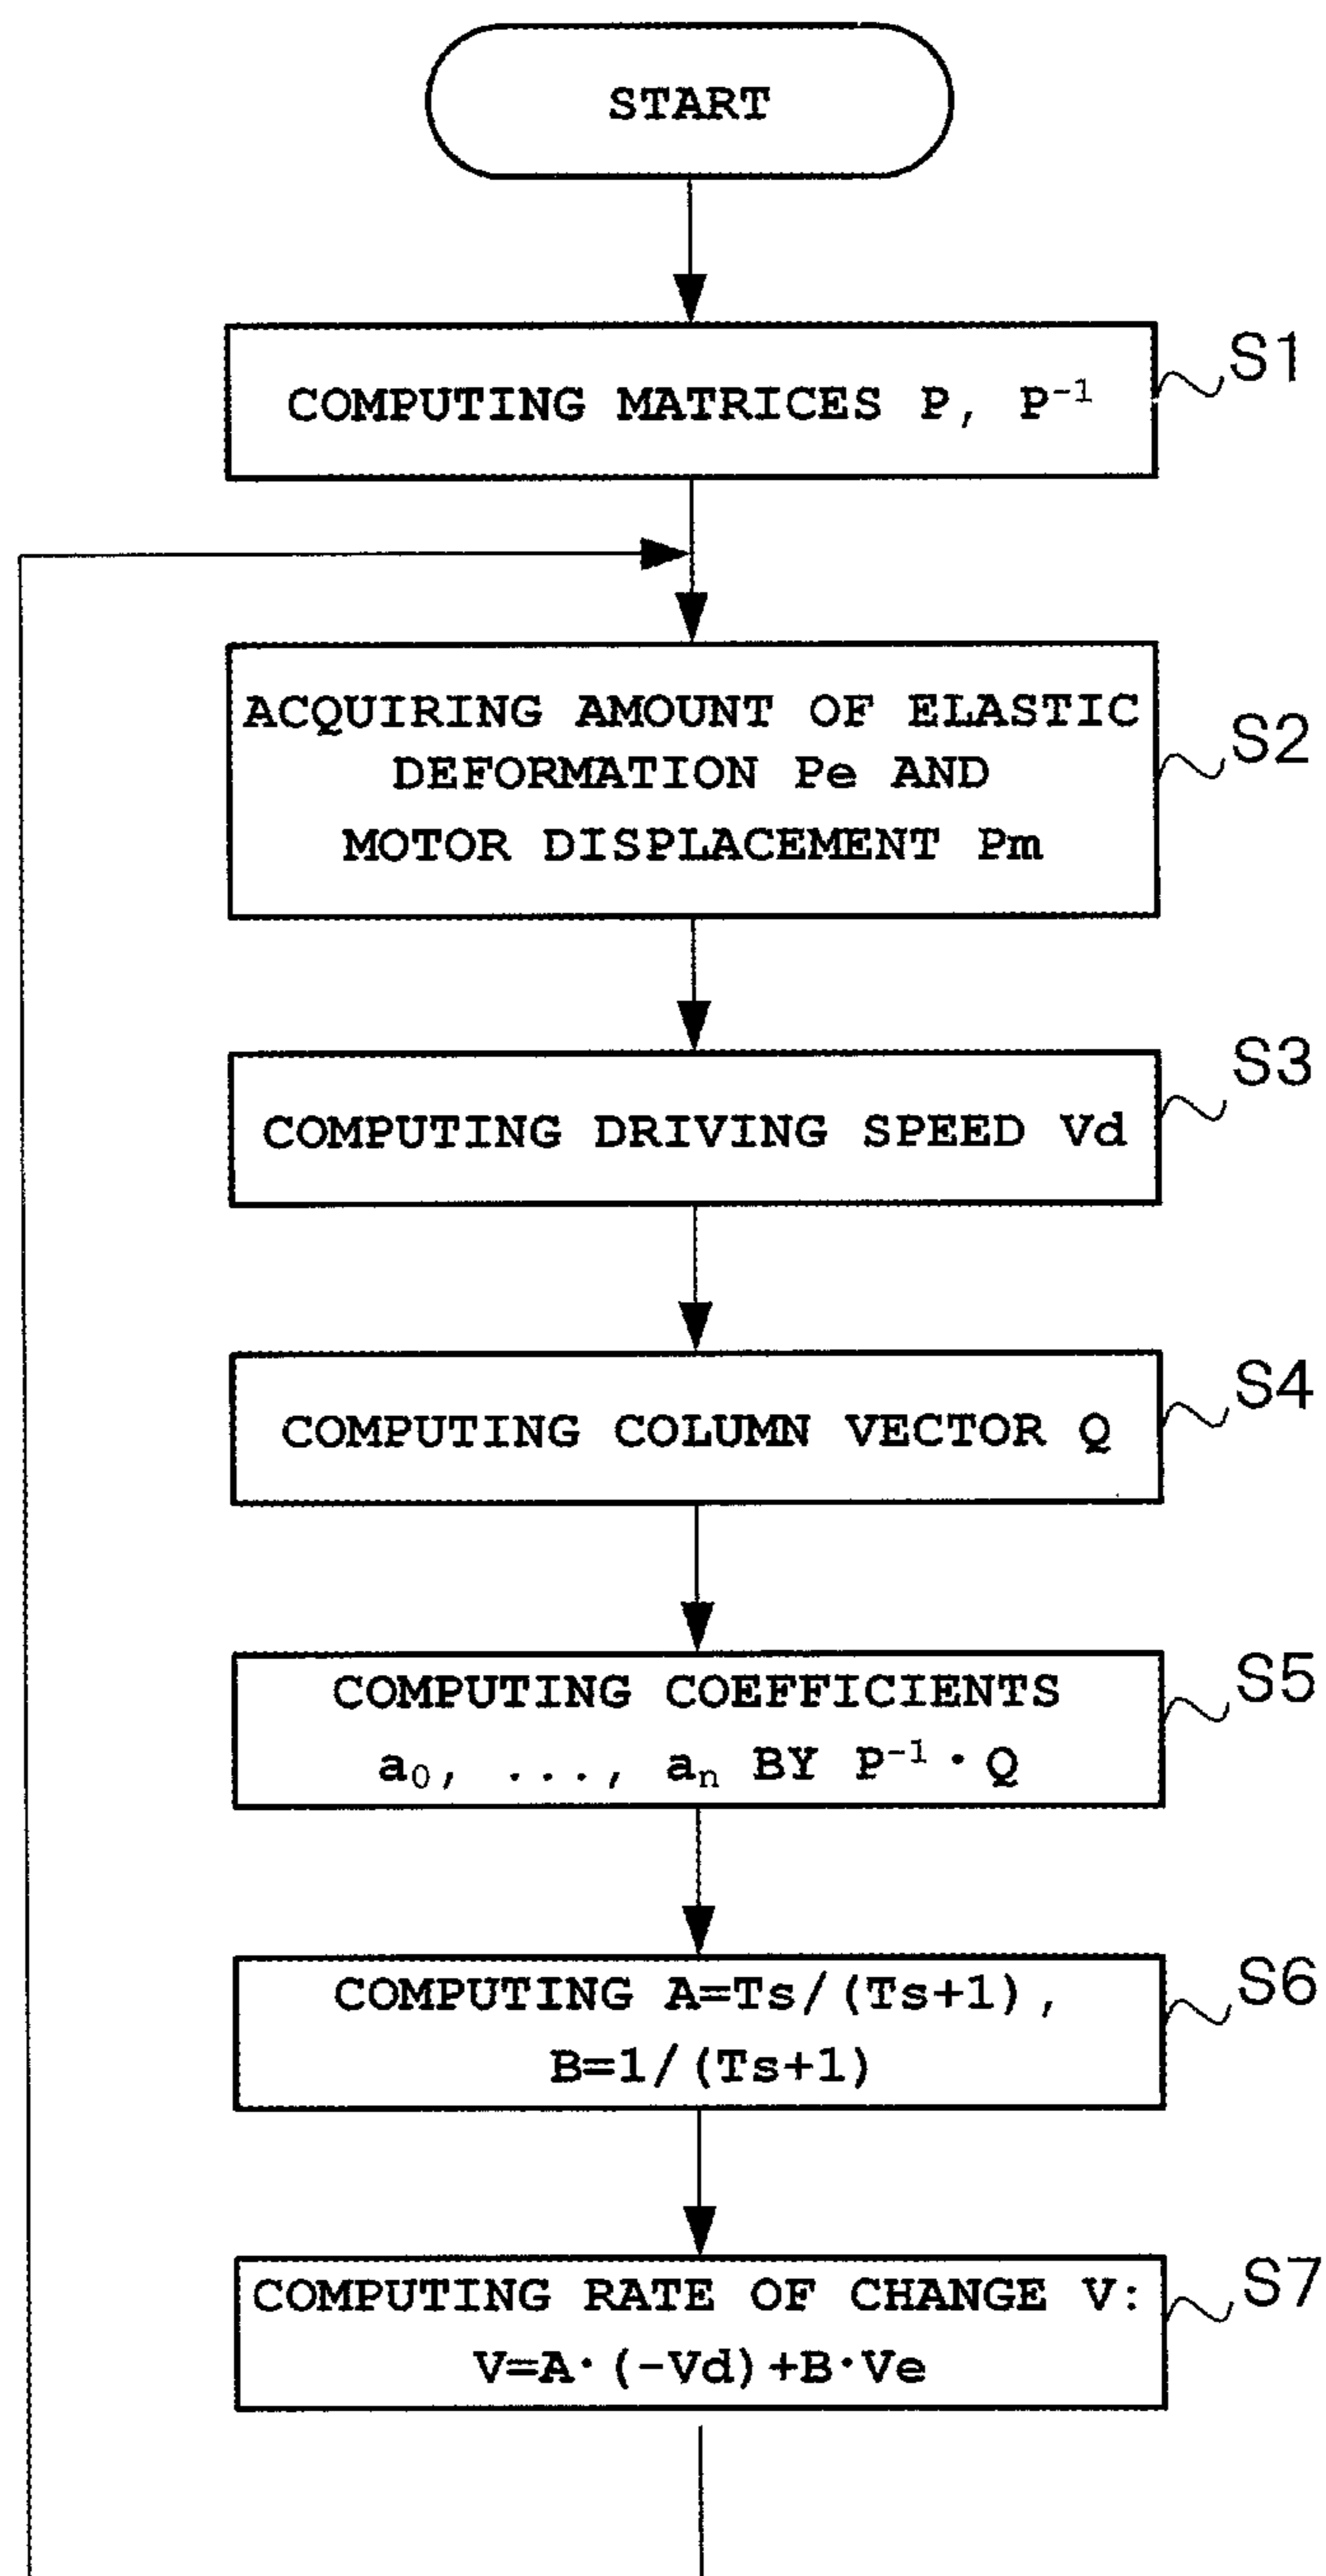 START
COMPUTING MATRICES P, P⁻¹
S1
ACQUIRING AMOUNT OF ELASTIC
DEFORMATION Pe AND
MOTOR DISPLACEMENT Pm
S2
COMPUTING DRIVING SPEED Vd
S3
COMPUTING COLUMN VECTOR Q
S4
COMPUTING COEFFICIENTS
a₀, ..., aₙ BY P⁻¹·Q
S5
COMPUTING A=Ts/(Ts+1),
B=1/(Ts+1)
S6
COMPUTING RATE OF CHANGE V:
V=A·(-Vd)+B·Ve
S7